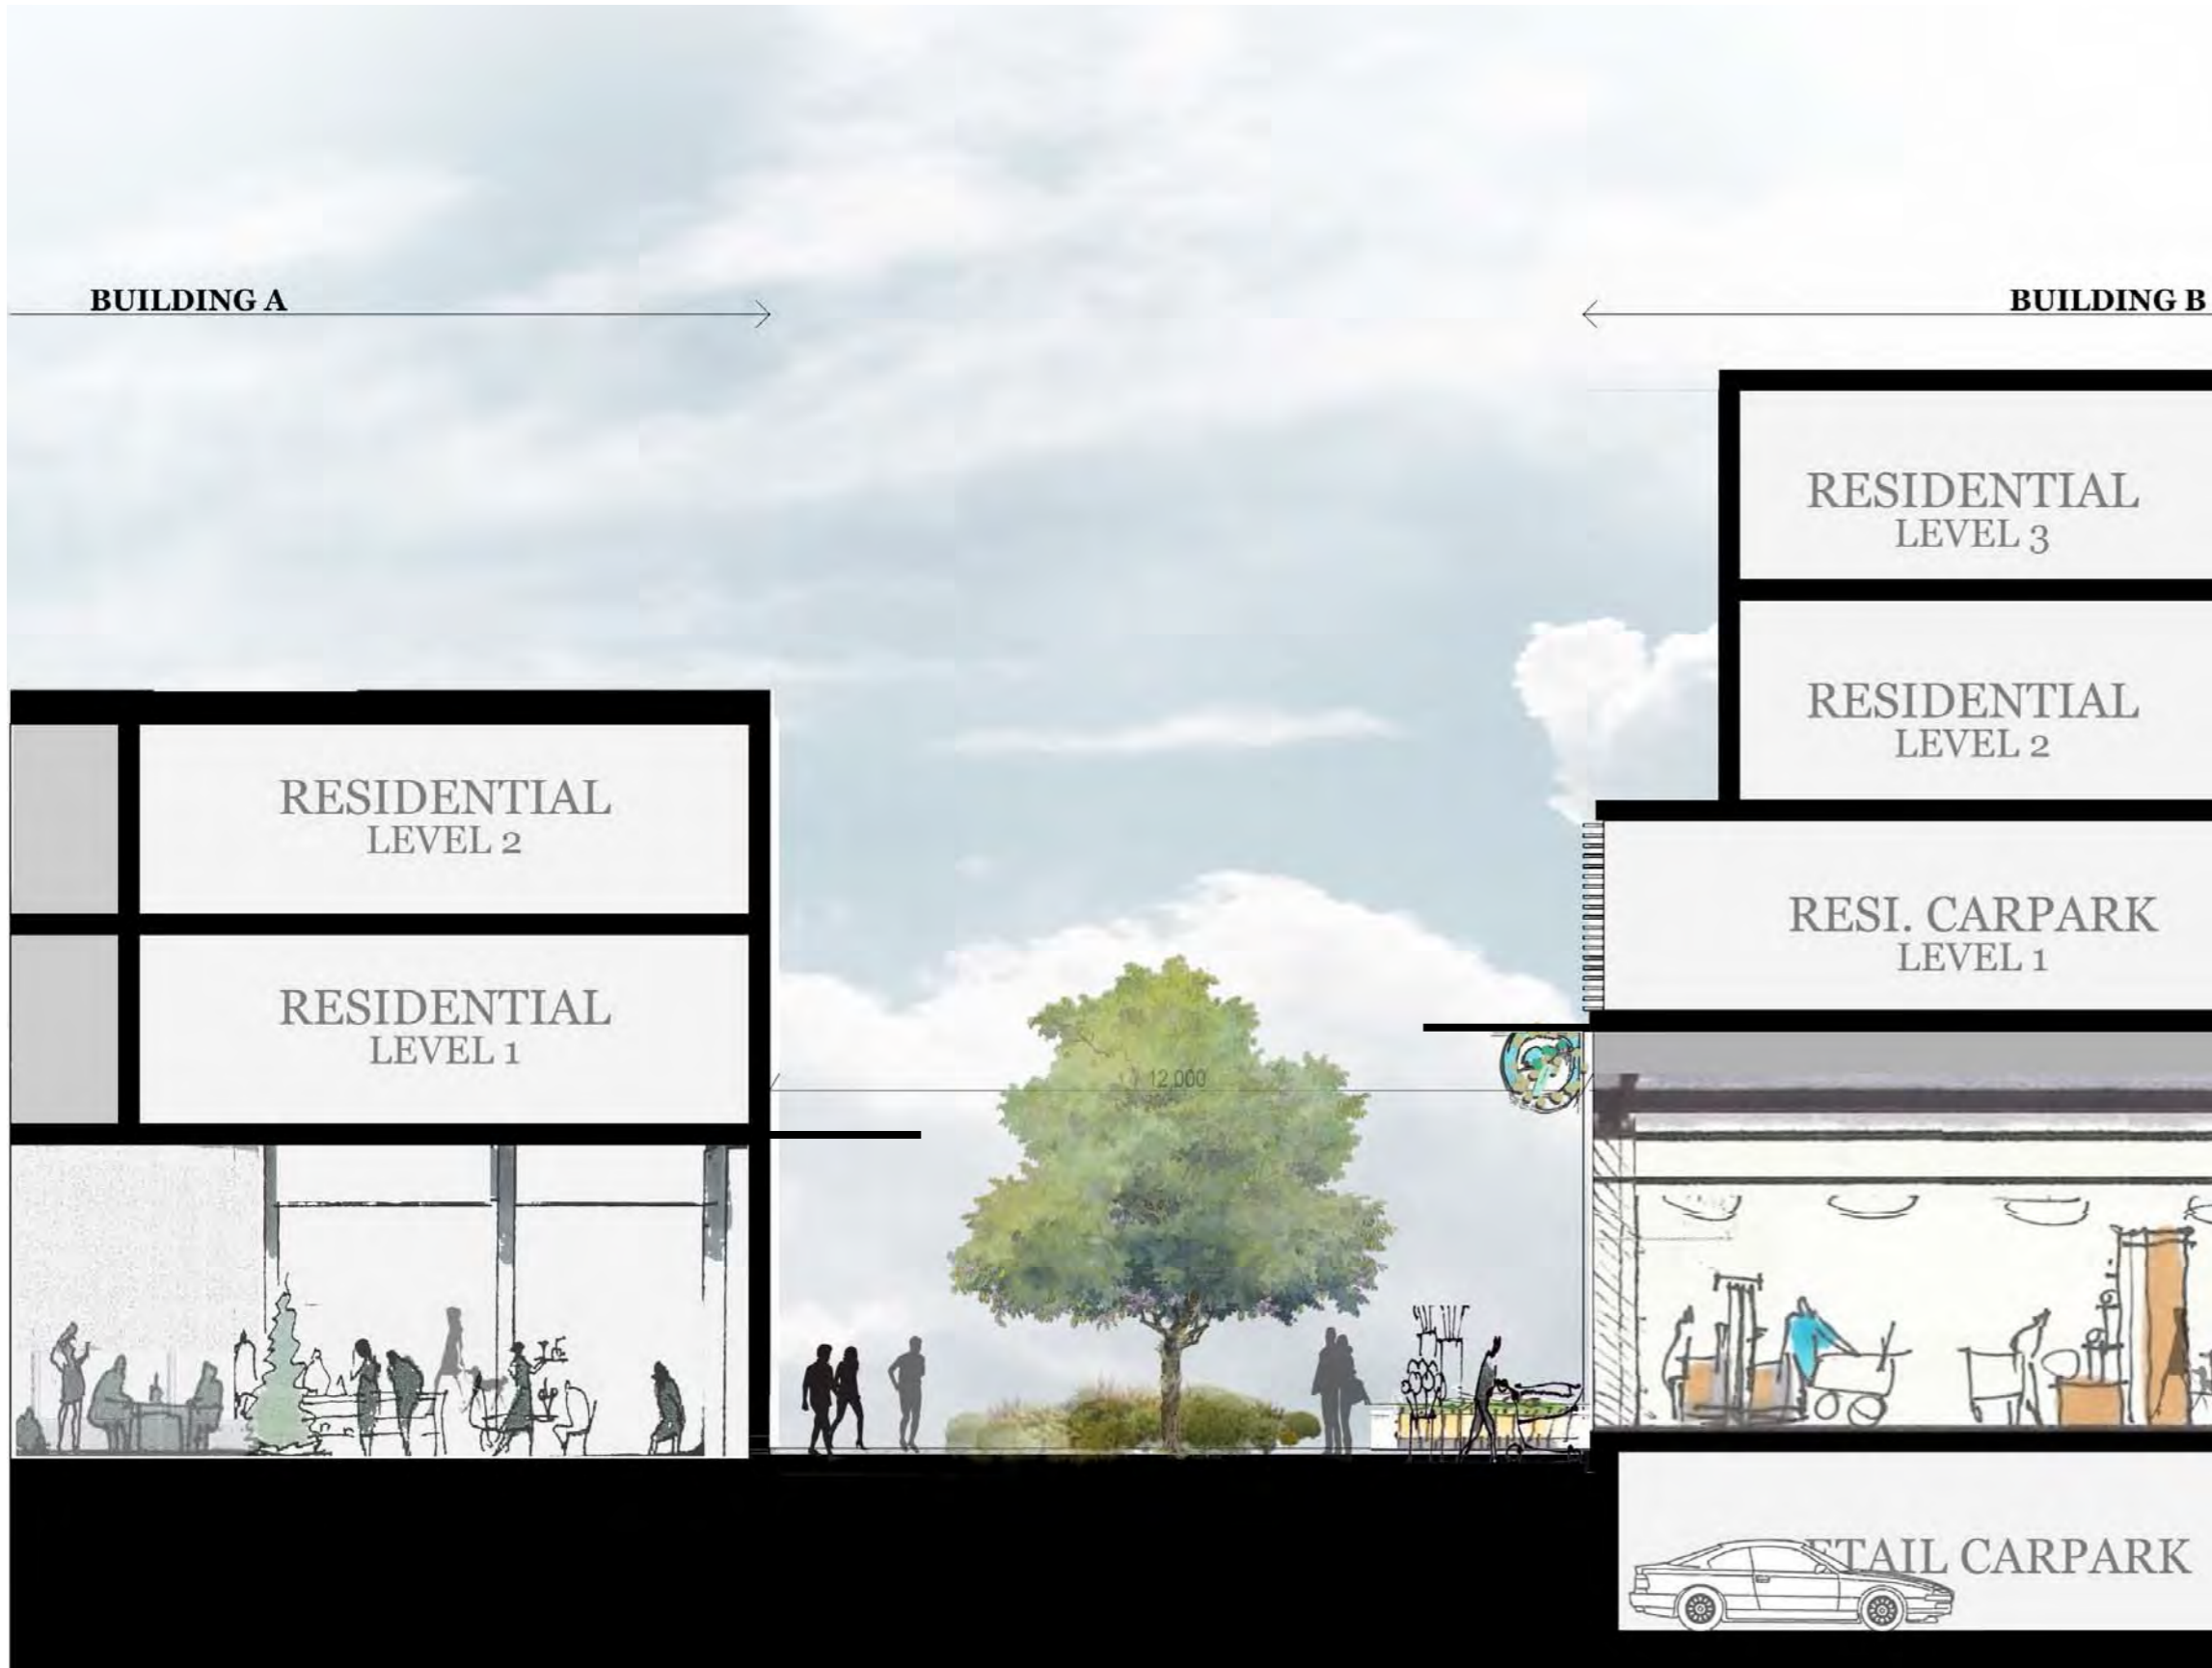 BUILDING A
BUILDING B
RESIDENTIAL
LEVEL 3
RESIDENTIAL
LEVEL 2
RESIDENTIAL
LEVEL 2
RESI. CARPARK
LEVEL 1
RESIDENTIAL
LEVEL 1
12,000
ETAIL CARPARK